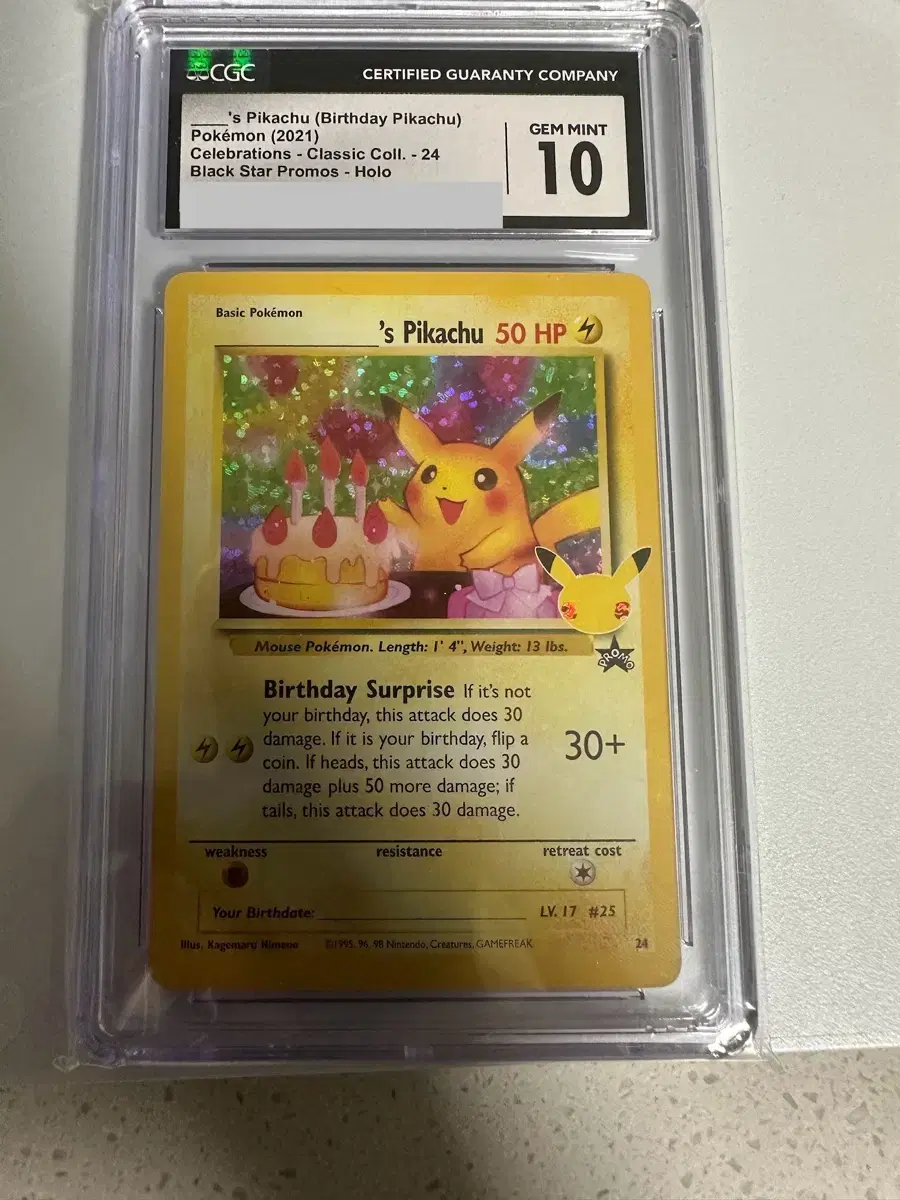 CGC CERTIFIED GUARANTY COMPANY
____'s Pikachu (Birthday Pikachu)
Pokémon (2021)
Celebrations - Classic Coll. - 24
Black Star Promos - Holo
GEM MINT
10
Basic Pokémon
____________'s Pikachu 50 HP
Mouse Pokémon. Length: 1' 4", Weight: 13 lbs.
PROMO
Birthday Surprise If it's not
your birthday, this attack does 30
damage. If it is your birthday, flip a
coin. If heads, this attack does 30
damage plus 50 more damage; if
tails, this attack does 30 damage.
30+
weakness resistance retreat cost
Your Birthdate: ____________ LV. 17 #25
Illus. Kagemaru Himeno ©1995, 96, 98 Nintendo, Creatures, GAMEFREAK. 24